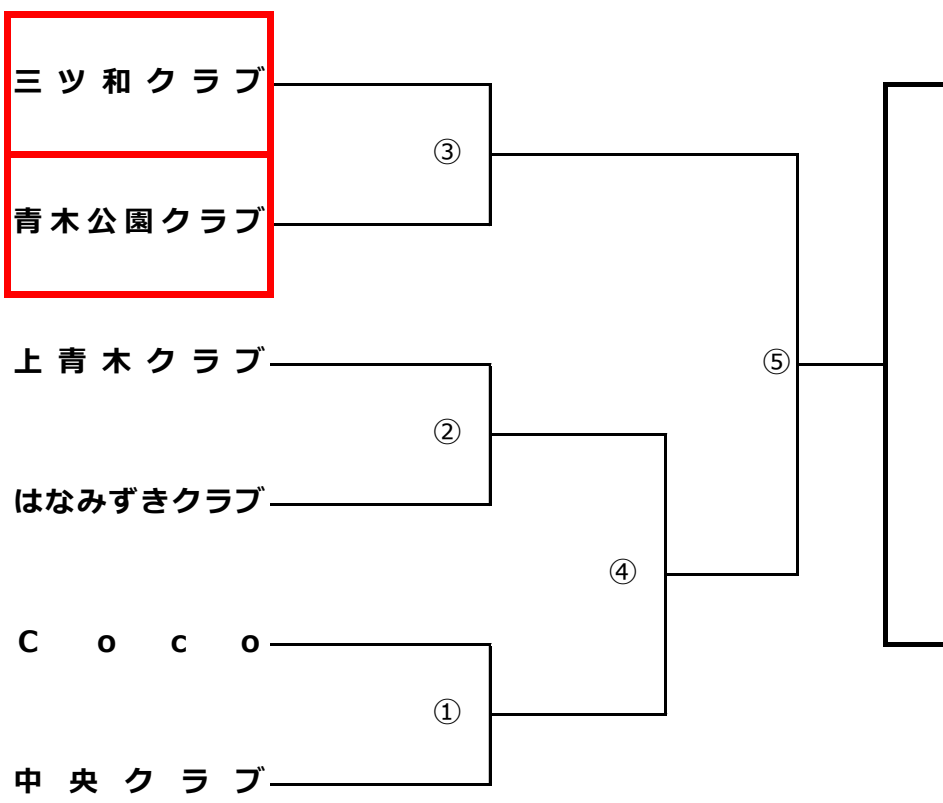 三ツ和クラブ
③
青木公園クラブ
上青木クラブ
⑤
②
はなみずきクラブ
④
Coco
①
中央クラブ